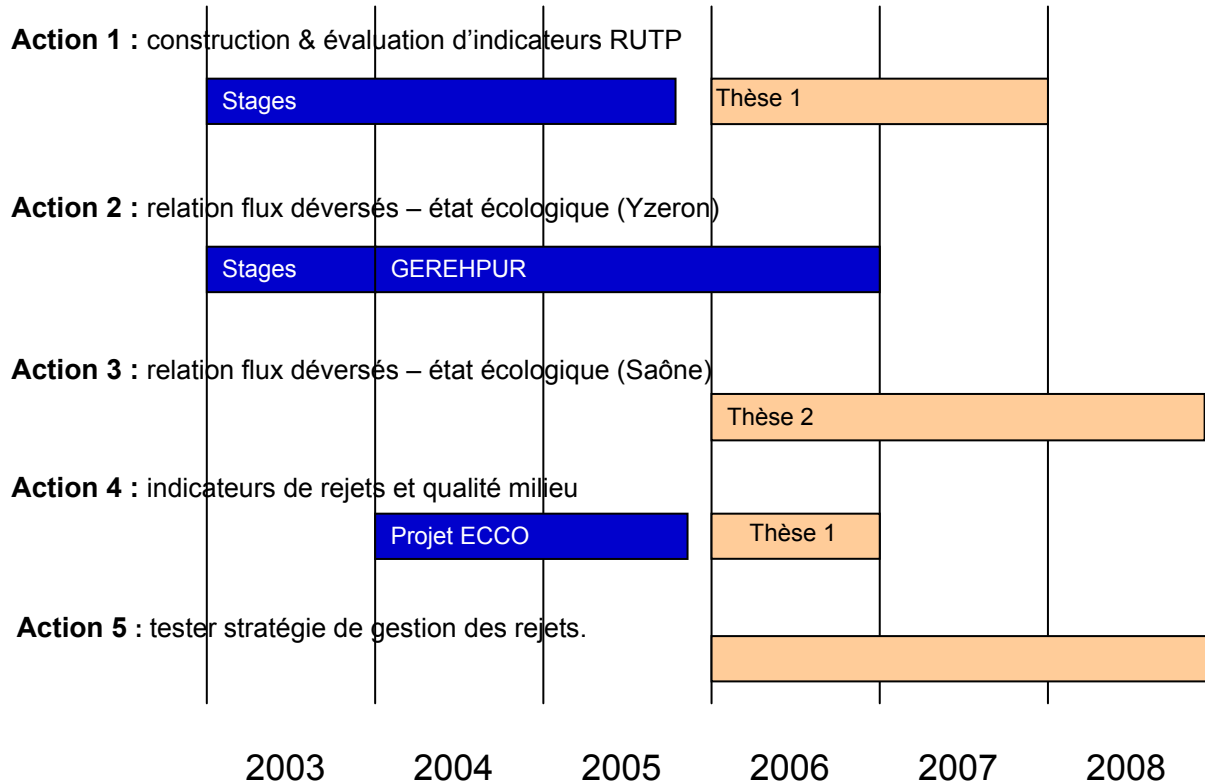 Action 1 : construction & évaluation d’indicateurs RUTP
Stages
Thèse 1
Action 2 : relation flux déversés – état écologique (Yzeron)
Stages
GEREHPUR
Action 3 : relation flux déversés – état écologique (Saône)
Thèse 2
Action 4 : indicateurs de rejets et qualité milieu
Projet ECCO
Thèse 1
Action 5 : tester stratégie de gestion des rejets.
2003 2004 2005 2006 2007 2008